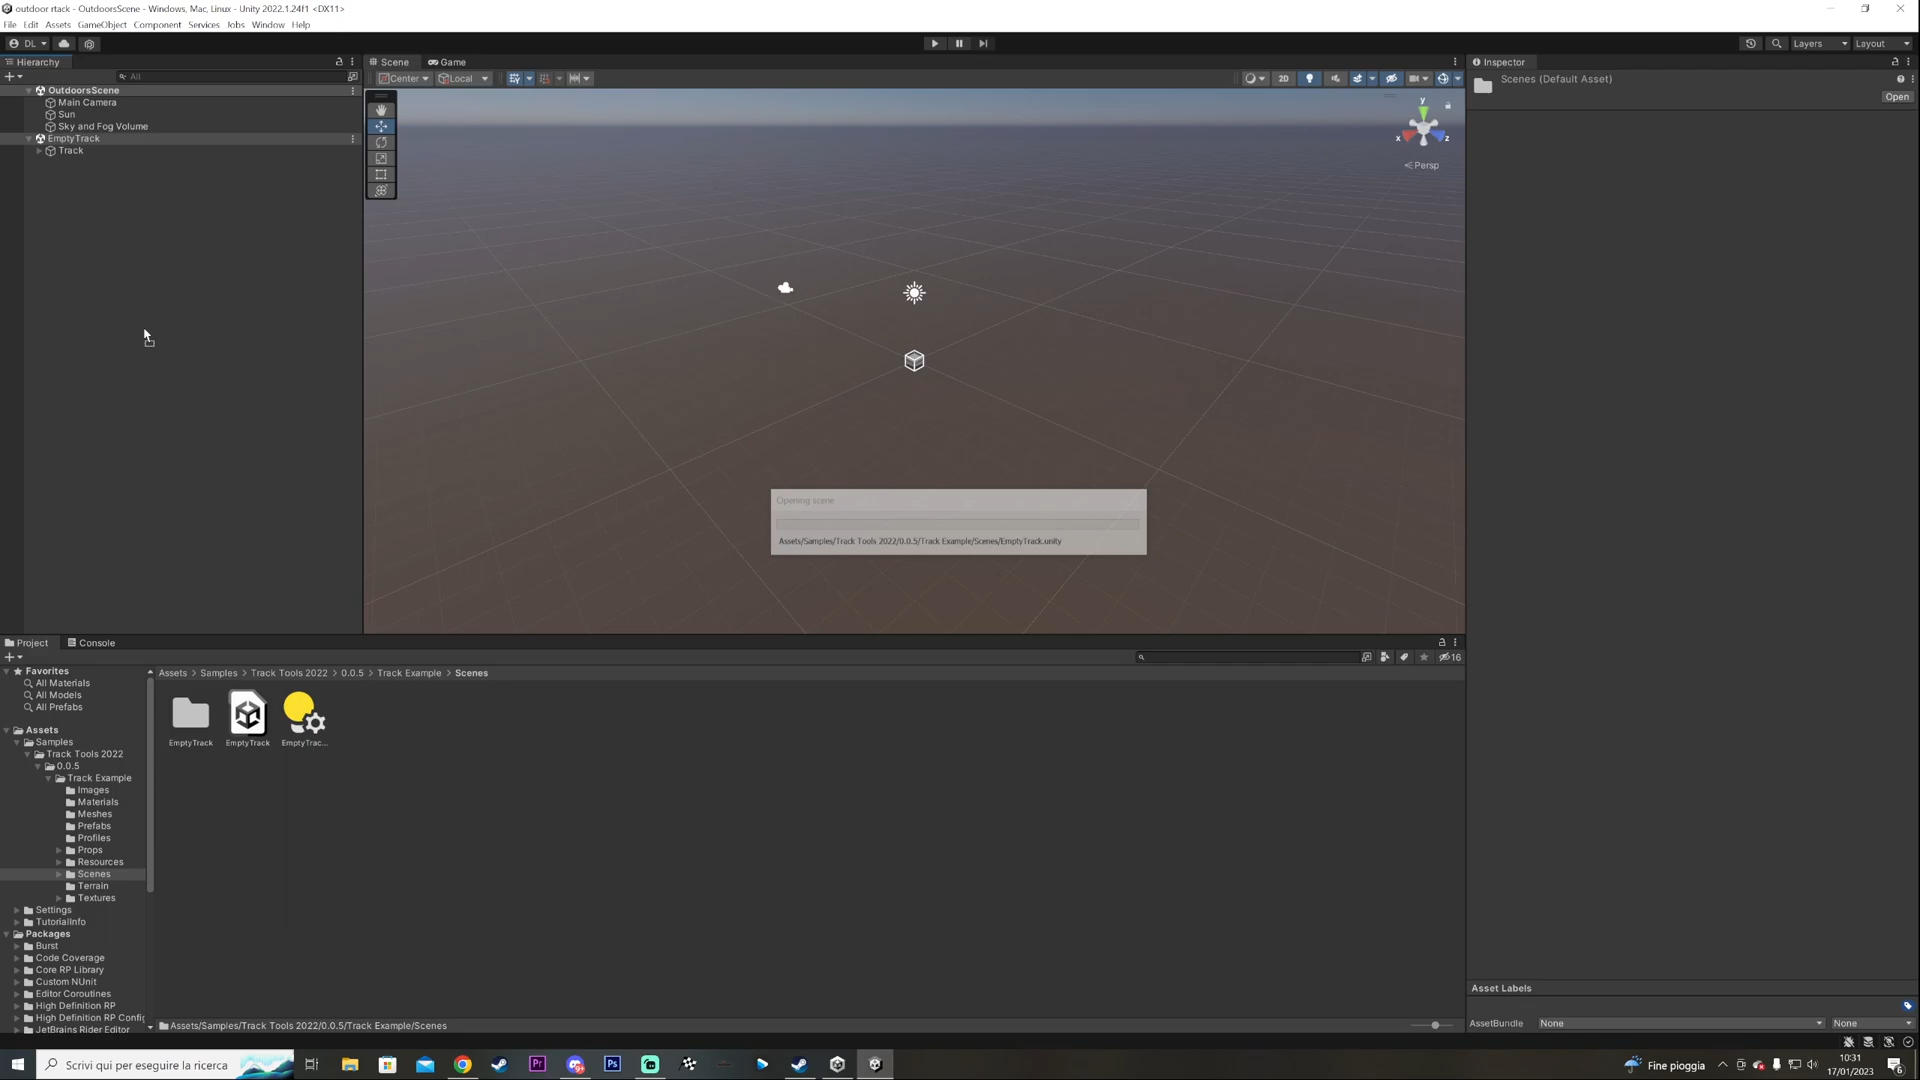 outdoor rtack - OutdoorsScene - Windows, Mac, Linux - Unity 2022.1.24f1 <DX11>
File Edit Assets GameObject Component Services Jobs Window Help
DL Layers Layout
Hierarchy Scene Game Inspector
All Center Local 2D
Scenes (Default Asset)
Open
OutdoorsScene
Main Camera
Sun
Sky and Fog Volume
EmptyTrack
Track
y
x z
Persp
Opening scene
Assets/Samples/Track Tools 2022/0.0.5/Track Example/Scenes/EmptyTrack.unity
Project Console
16
Favorites
All Materials
All Models
All Prefabs
Assets > Samples > Track Tools 2022 > 0.0.5 > Track Example > Scenes
EmptyTrack EmptyTrack EmptyTrac...
Assets
Samples
Track Tools 2022
0.0.5
Track Example
Images
Materials
Meshes
Prefabs
Profiles
Props
Resources
Scenes
Terrain
Textures
Settings
TutorialInfo
Packages
Burst
Code Coverage
Core RP Library
Custom NUnit
Editor Coroutines
High Definition RP
High Definition RP Config
JetBrains Rider Editor
Assets/Samples/Track Tools 2022/0.0.5/Track Example/Scenes
Asset Labels
AssetBundle None None
Scrivi qui per eseguire la ricerca
Pr Ps
Fine pioggia
10:31
17/01/2023
6